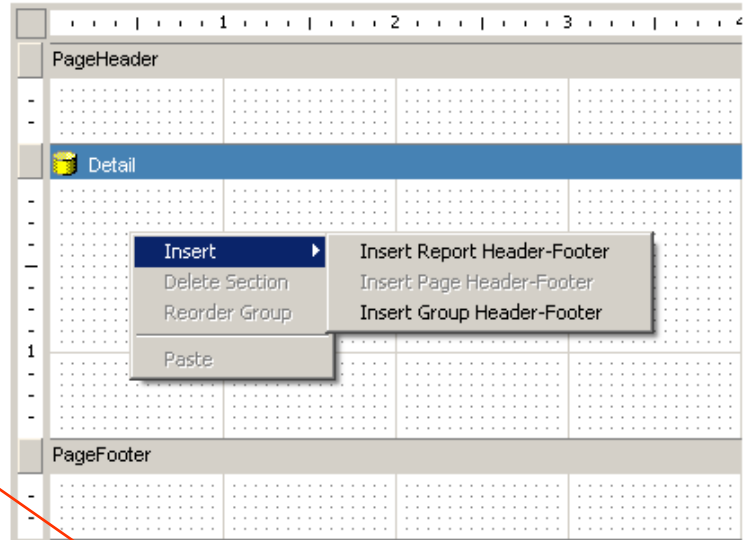 1 2 3 4
PageHeader
Detail
Insert
Insert Report Header-Footer
Delete Section
Insert Page Header-Footer
Reorder Group
Insert Group Header-Footer
1
Paste
PageFooter